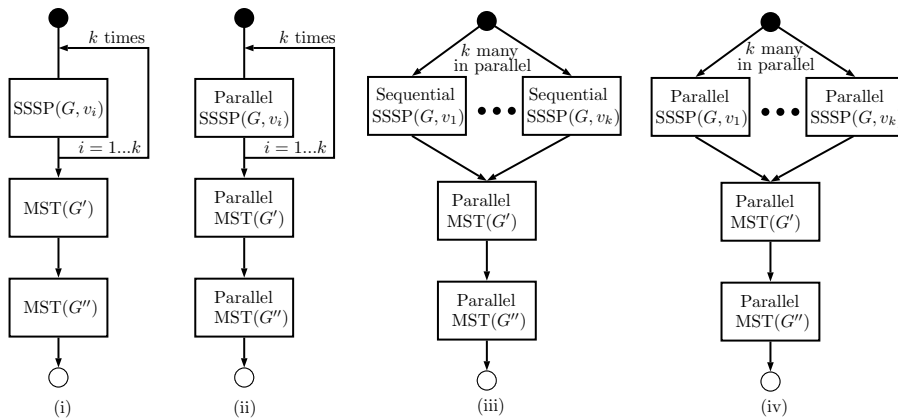 k times
SSSP(G, v_i)
i = 1...k
MST(G′)
MST(G′′)
(i)
k times
Parallel
SSSP(G, v_i)
i = 1...k
Parallel
MST(G′)
Parallel
MST(G′′)
(ii)
k many
in parallel
Sequential
SSSP(G, v_1)
Sequential
SSSP(G, v_k)
Parallel
MST(G′)
Parallel
MST(G′′)
(iii)
k many
in parallel
Parallel
SSSP(G, v_1)
Parallel
SSSP(G, v_k)
Parallel
MST(G′)
Parallel
MST(G′′)
(iv)